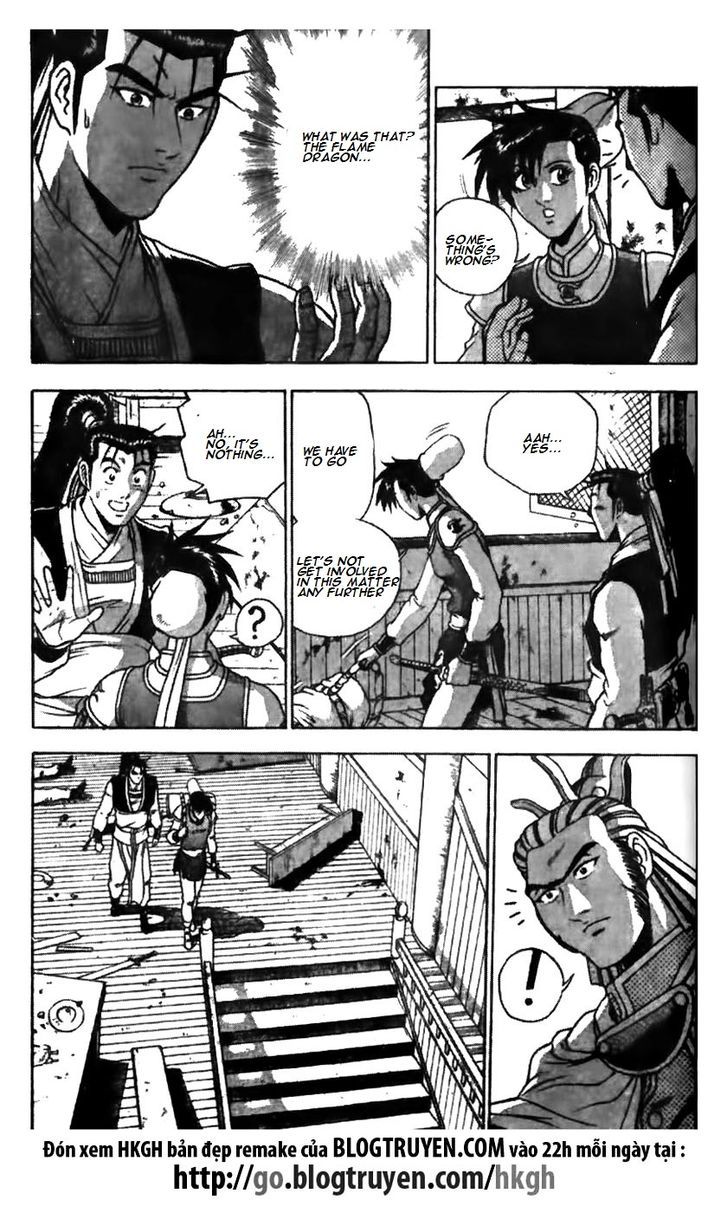 WHAT WAS THAT?
THE FLAME
DRAGON...
SOME-
THING'S
WRONG?
AH...
NO, IT'S
NOTHING...
?
WE HAVE
TO GO
AAH...
YES...
LET'S NOT
GET INVOLVED
IN THIS MATTER
ANY FURTHER
!
Đón xem HKGH bản đẹp remake của BLOGTRUYEN.COM vào 22h mỗi ngày tại :
http://go.blogtruyen.com/hkgh